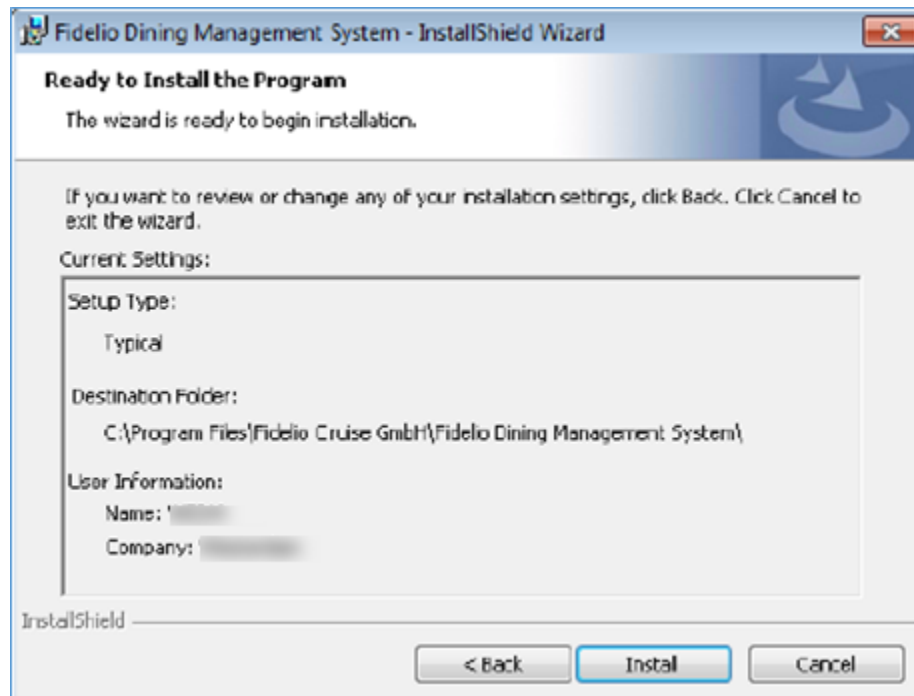 Fidelio Dining Management System - InstallShield Wizard
Ready to Install the Program
The wizard is ready to begin installation.
If you want to review or change any of your installation settings, click Back. Click Cancel to
exit the wizard.
Current Settings:
Setup Type:
Typical
Destination Folder:
C:\Program Files\Fidelio Cruise GmbH\Fidelio Dining Management System\
User Information:
Name:
Company:
InstallShield
< Back Install Cancel